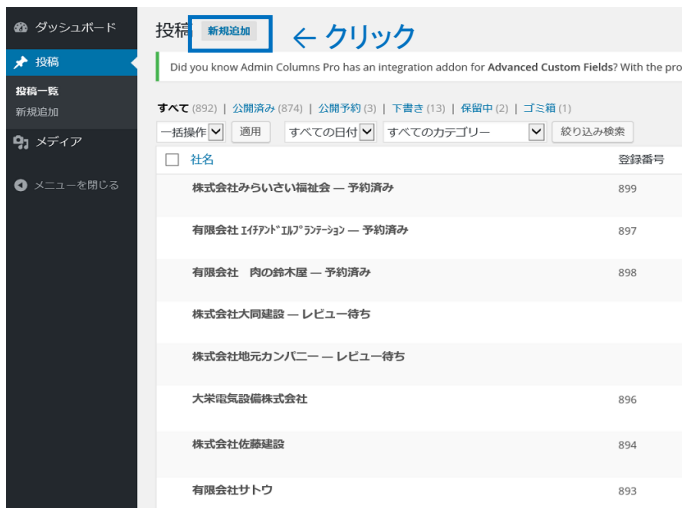 ダッシュボード
投稿
投稿一覧
新規追加
メディア
メニューを閉じる
投稿 新規追加 ← クリック
Did you know Admin Columns Pro has an integration addon for Advanced Custom Fields? With the pro
すべて (892) | 公開済み (874) | 公開予約 (3) | 下書き (13) | 保留中 (2) | ゴミ箱 (1)
一括操作 適用 すべての日付 すべてのカテゴリー 絞り込み検索
社名 登録番号
株式会社みらいさい福祉会 — 予約済み 899
有限会社 ｴｲﾁｱﾝﾄﾞｴﾙﾌﾟﾗﾝﾃｰｼｮﾝ — 予約済み 897
有限会社　肉の鈴木屋 — 予約済み 898
株式会社大同建設 — レビュー待ち
株式会社地元カンパニー — レビュー待ち
大栄電気設備株式会社 896
株式会社佐藤建設 894
有限会社サトウ 893